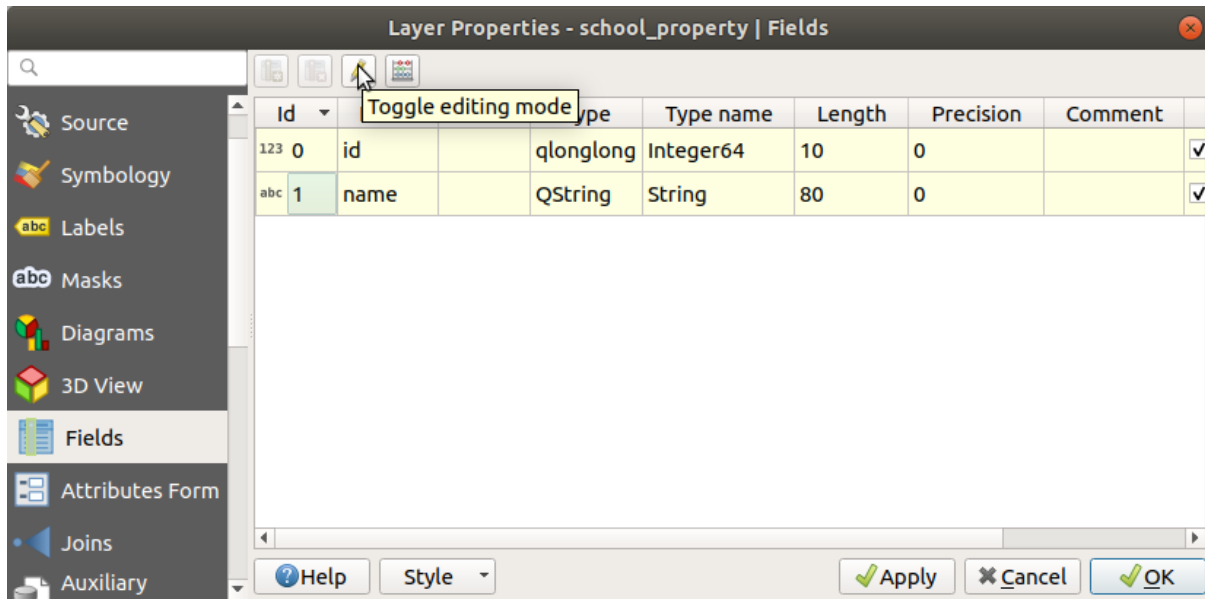 Layer Properties - school_property | Fields
Toggle editing mode
Id Type name Length Precision Comment
123 0 id qlonglong Integer64 10 0
abc 1 name QString String 80 0
Source
Symbology
abc Labels
abc Masks
Diagrams
3D View
Fields
Attributes Form
Joins
Auxiliary
Help Style Apply Cancel OK